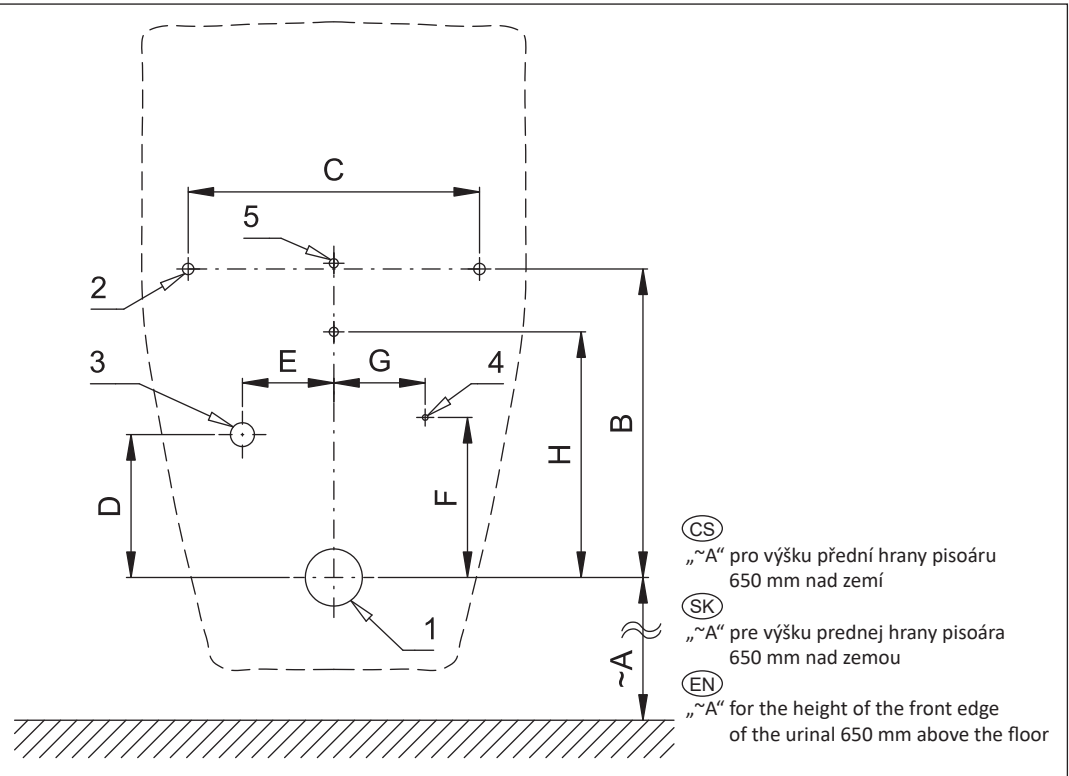 C
5
2
3
E
G
4
B
H
D
F
1
~A
CS
„~A“ pro výšku přední hrany pisoáru
650 mm nad zemí
SK
„~A“ pre výšku prednej hrany pisoára
650 mm nad zemou
EN
„~A“ for the height of the front edge
of the urinal 650 mm above the floor